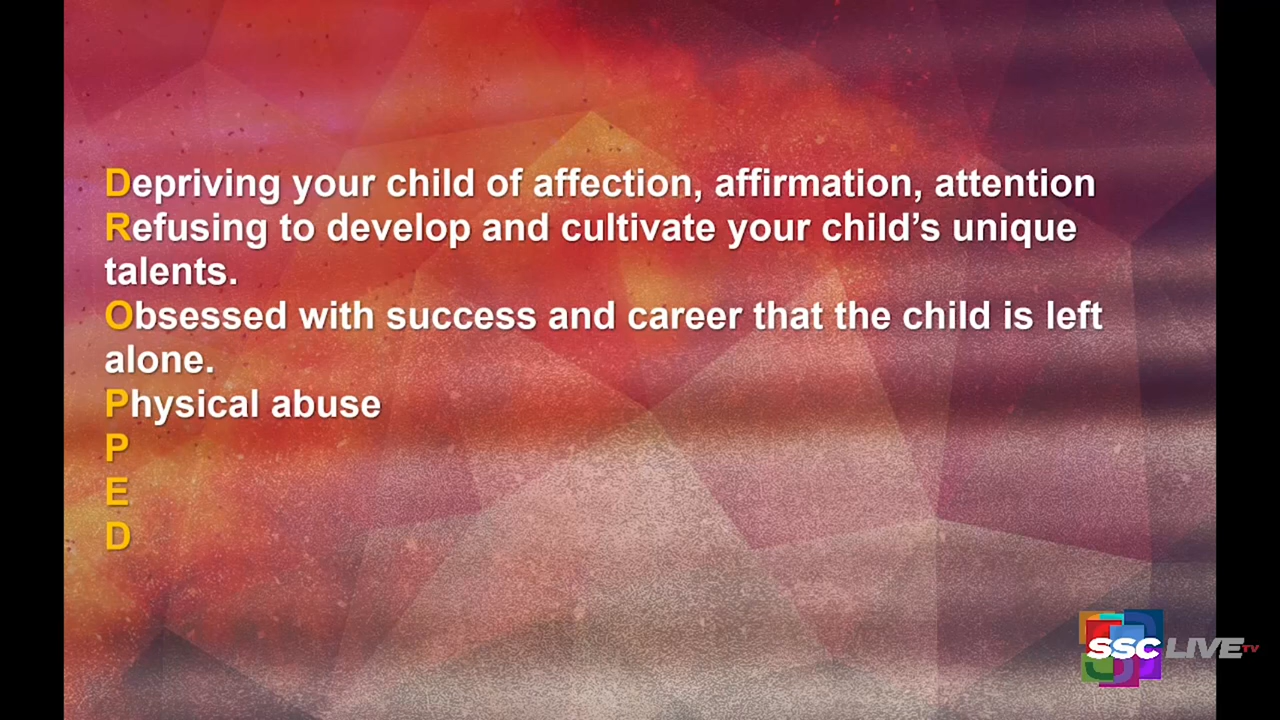 Depriving your child of affection, affirmation, attention
Refusing to develop and cultivate your child’s unique
talents.
Obsessed with success and career that the child is left
alone.
Physical abuse
P
E
D
SSC LIVE TV